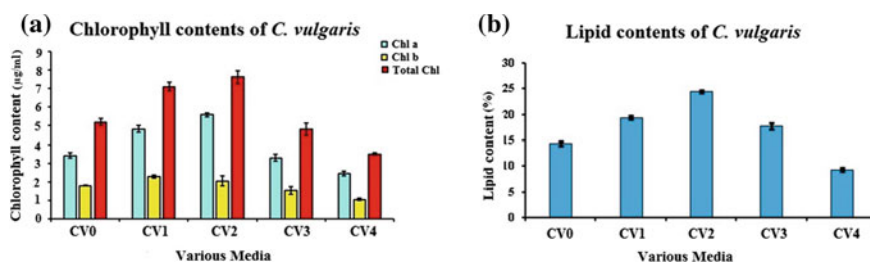 (a)
Chlorophyll contents of C. vulgaris
Chl a
Chl b
Total Chl
Chlorophyll content (µg/ml)
9
8
7
6
5
4
3
2
1
0
CV0 CV1 CV2 CV3 CV4
Various Media
(b)
Lipid contents of C. vulgaris
Lipid content (%)
30
25
20
15
10
5
0
CV0 CV1 CV2 CV3 CV4
Various Media